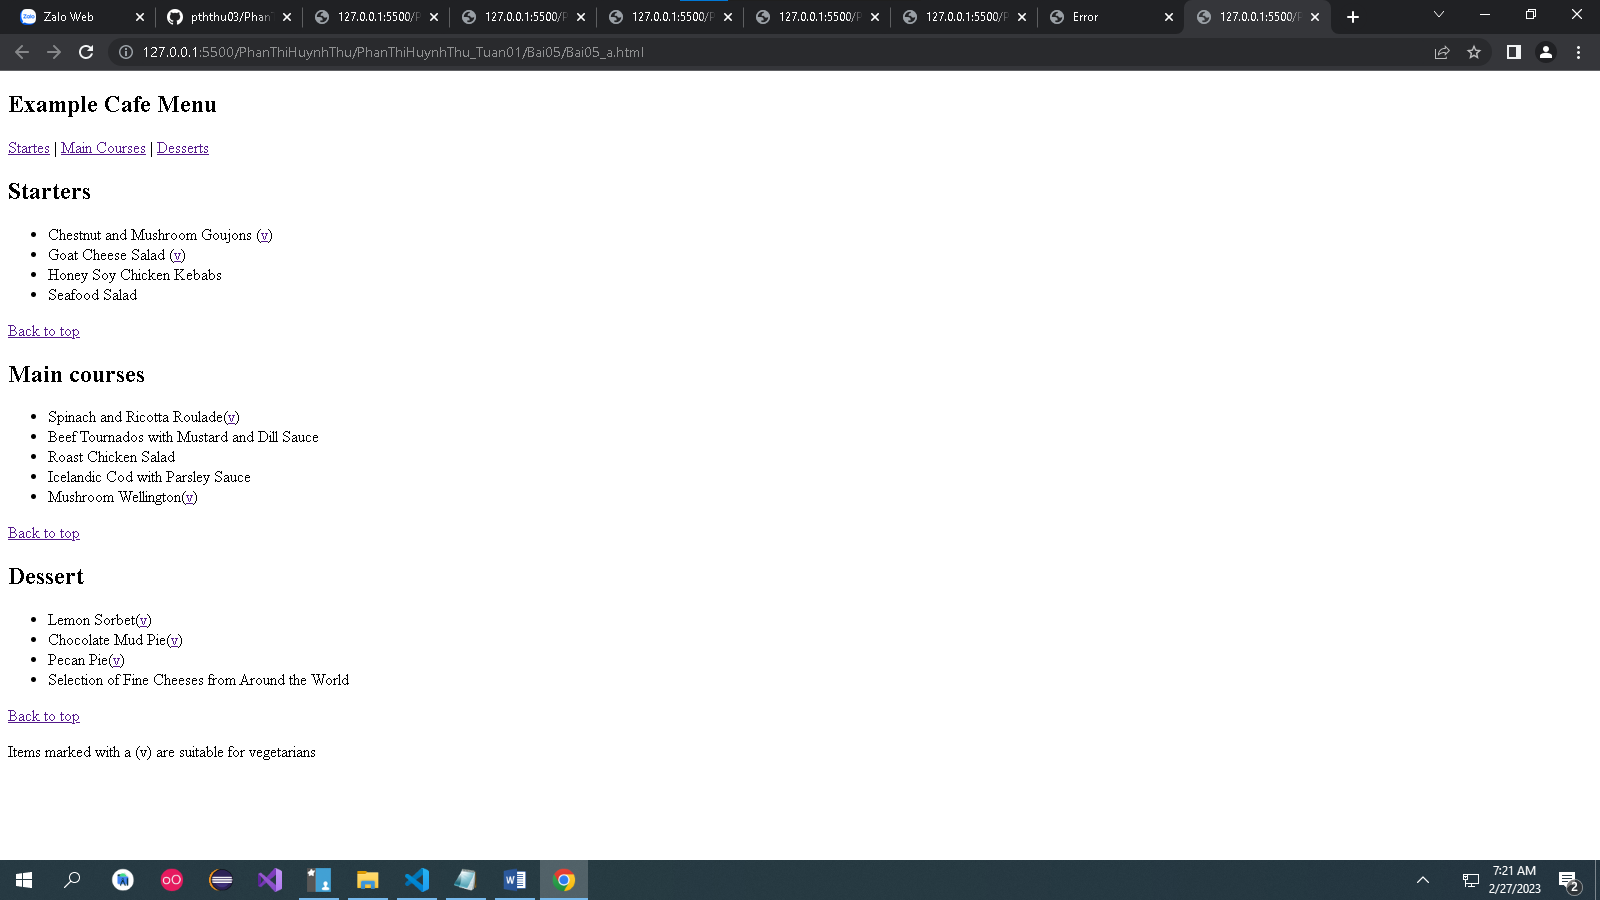 Zalo Web
pththu03/PhanT
127.0.0.1:5500/P
127.0.0.1:5500/P
127.0.0.1:5500/P
127.0.0.1:5500/P
127.0.0.1:5500/P
Error
127.0.0.1:5500/P
127.0.0.1:5500/PhanThiHuynhThu/PhanThiHuynhThu_Tuan01/Bai05/Bai05_a.html
Example Cafe Menu
Startes | Main Courses | Desserts
Starters
• Chestnut and Mushroom Goujons (v)
• Goat Cheese Salad (v)
• Honey Soy Chicken Kebabs
• Seafood Salad
Back to top
Main courses
• Spinach and Ricotta Roulade(v)
• Beef Tournados with Mustard and Dill Sauce
• Roast Chicken Salad
• Icelandic Cod with Parsley Sauce
• Mushroom Wellington(v)
Back to top
Dessert
• Lemon Sorbet(v)
• Chocolate Mud Pie(v)
• Pecan Pie(v)
• Selection of Fine Cheeses from Around the World
Back to top
Items marked with a (v) are suitable for vegetarians
7:21 AM
2/27/2023
2